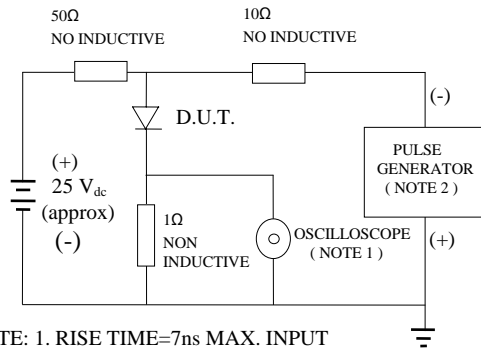 50Ω
NO INDUCTIVE
10Ω
NO INDUCTIVE
(-)
D.U.T.
PULSE
GENERATOR
( NOTE 2 )
(+)
25 Vdc
(approx)
(-)
1Ω
NON
INDUCTIVE
OSCILLOSCOPE
( NOTE 1 )
(+)
TE: 1. RISE TIME=7ns MAX. INPUT